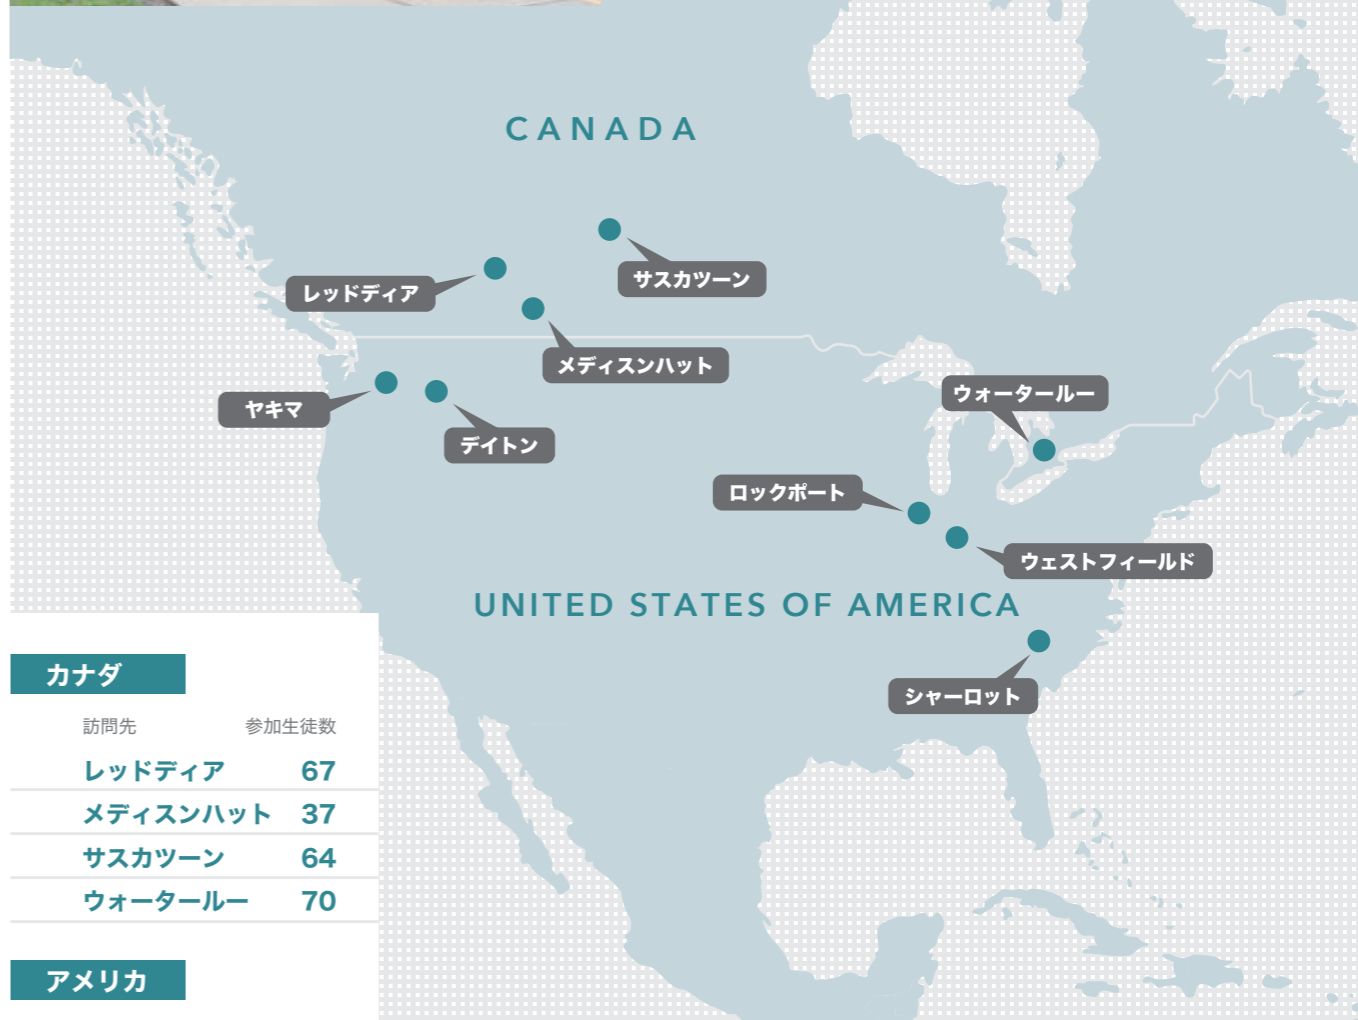 CANADA
サスカツーン
レッドディア
メディスンハット
ヤキマ
デイトン
ウォータールー
ロックポート
ウェストフィールド
UNITED STATES OF AMERICA
シャーロット
カナダ
訪問先 参加生徒数
レッドディア 67
メディスンハット 37
サスカツーン 64
ウォータールー 70
アメリカ